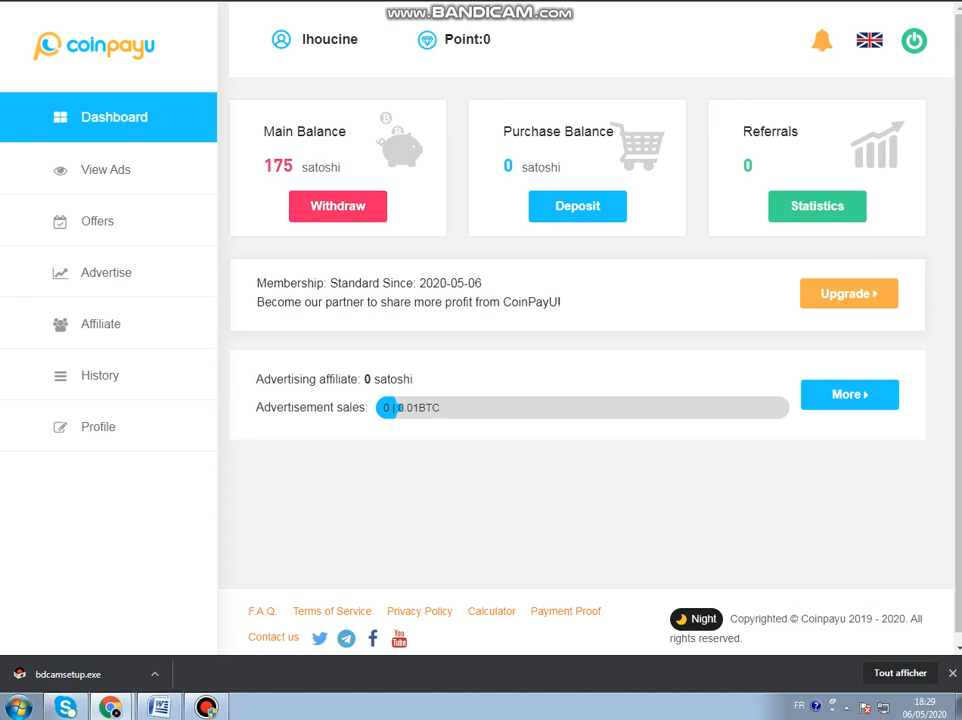 www.BANDICAM.com
coinpayu
lhoucine
Point:0
Dashboard
View Ads
Offers
Advertise
Affiliate
History
Profile
Main Balance
175 satoshi
Withdraw
Purchase Balance
0 satoshi
Deposit
Referrals
0
Statistics
Membership: Standard Since: 2020-05-06
Become our partner to share more profit from CoinPayU!
Upgrade
Advertising affiliate: 0 satoshi
Advertisement sales: 0 | 0.01BTC
More
F.A.Q. Terms of Service Privacy Policy Calculator Payment Proof
Contact us
You Tube
Night
Copyrighted © Coinpayu 2019 - 2020. All
rights reserved.
bdcamsetup.exe
Tout afficher
FR
18:29
06/05/2020